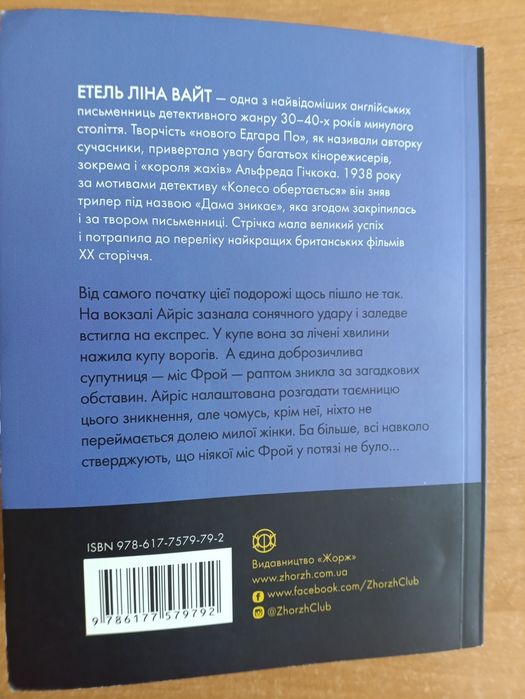 ЕТЕЛЬ ЛІНА ВАЙТ — одна з найвідоміших англійських
письменниць детективного жанру 30–40-х років минулого
століття. Творчість «нового Едгара По», як називали авторку
сучасники, привертала увагу багатьох кінорежисерів,
зокрема і «короля жахів» Альфреда Гічкока. 1938 року
за мотивами детективу «Колесо обертається» він зняв
трилер під назвою «Дама зникає», яка згодом закріпилась
і за твором письменниці. Стрічка мала великий успіх
і потрапила до переліку найкращих британських фільмів
ХХ сторіччя.
Від самого початку цієї подорожі щось пішло не так.
На вокзалі Айріс зазнала сонячного удару і заледве
встигла на експрес. У купе вона за лічені хвилини
нажила купу ворогів. А єдина доброзичлива
супутниця — міс Фрой — раптом зникла за загадкових
обставин. Айріс налаштована розгадати таємницю
цього зникнення, але чомусь, крім неї, ніхто не
переймається долею милої жінки. Ба більше, всі навколо
стверджують, що ніякої міс Фрой у потязі не було...
ISBN 978-617-7579-79-2
9 786177 579792
Видавництво «Жорж»
www.zhorzh.com.ua
www.facebook.com/ZhorzhClub
@ZhorzhClub